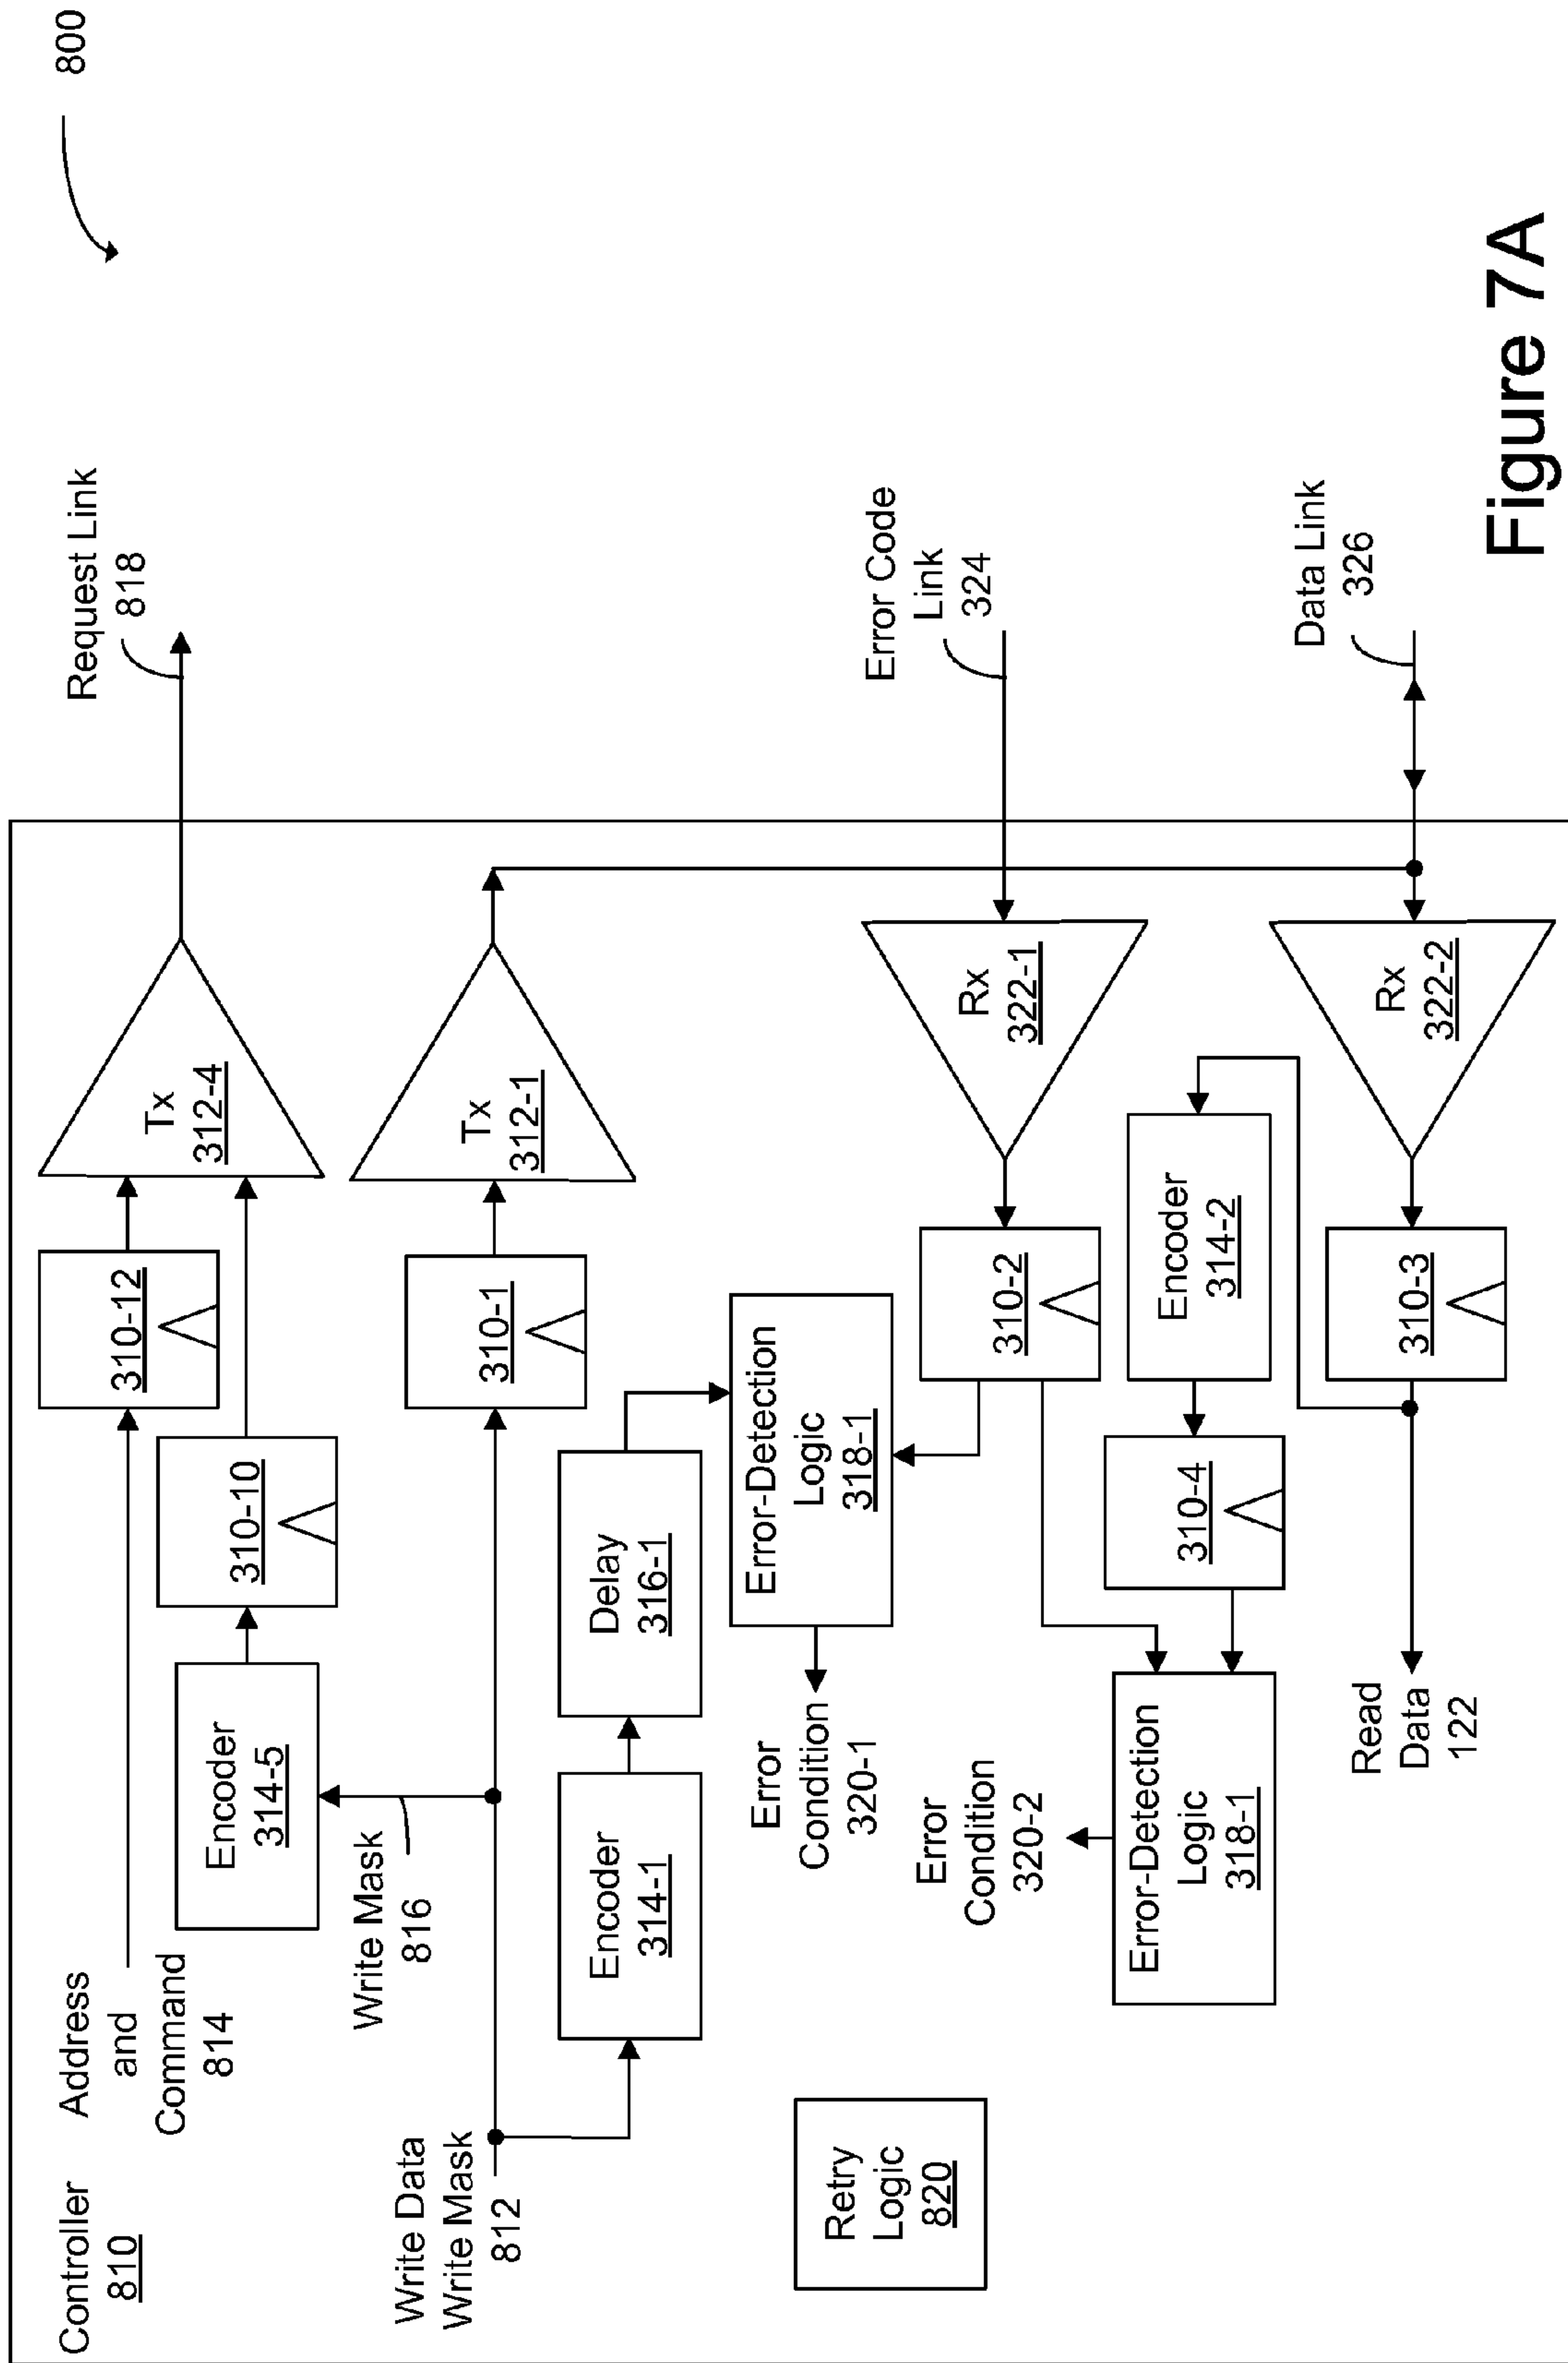 800
Controller
810
Address
and
Command
814
Request Link
818
310-12
Tx
312-4
Encoder
314-5
310-10
Write Mask
816
Write Data
Write Mask
812
310-1
Tx
312-1
Encoder
314-1
Delay
316-1
Error-Detection
Logic
318-1
Error
Condition
320-1
Retry
Logic
820
Error Code
Link
324
Rx
322-1
310-2
Encoder
314-2
310-4
Error
Condition
320-2
Error-Detection
Logic
318-1
Data Link
326
Rx
322-2
310-3
Read
Data
122
Figure 7A